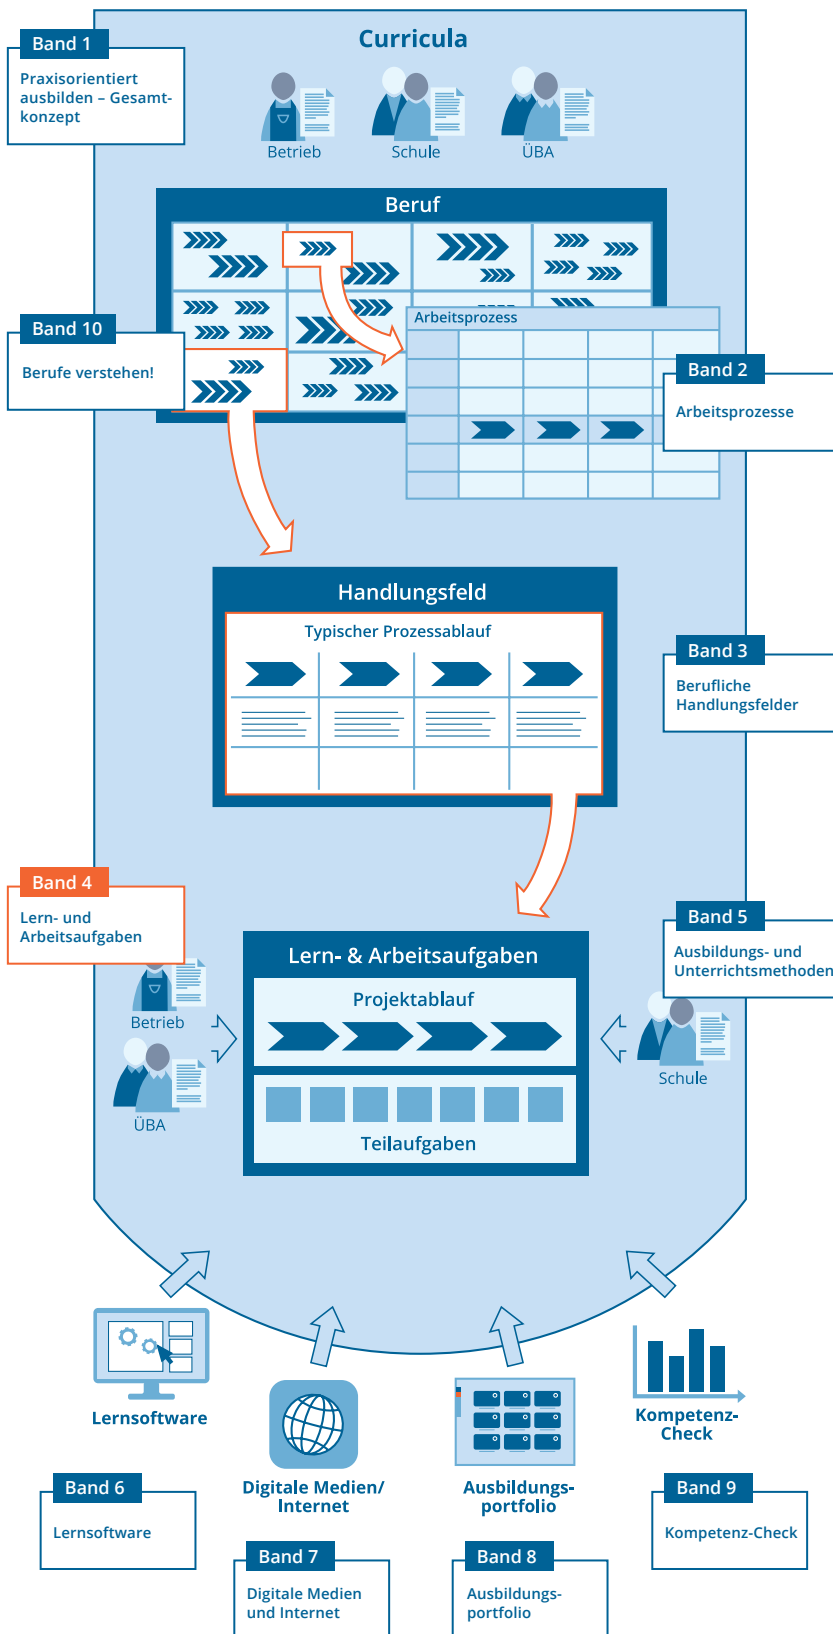 Curricula
Band 1
Praxisorientiert
ausbilden – Gesamt-
konzept
Betrieb
Schule
ÜBA
Beruf
Band 10
Berufe verstehen!
Arbeitsprozess
Band 2
Arbeitsprozesse
Handlungsfeld
Typischer Prozessablauf
Band 3
Berufliche
Handlungsfelder
Band 4
Lern- und
Arbeitsaufgaben
Band 5
Ausbildungs- und
Unterrichtsmethoden
Lern- & Arbeitsaufgaben
Projektablauf
Teilaufgaben
Betrieb
ÜBA
Schule
Lernsoftware
Digitale Medien/
Internet
Ausbildungs-
portfolio
Kompetenz-
Check
Band 6
Lernsoftware
Band 7
Digitale Medien
und Internet
Band 8
Ausbildungs-
portfolio
Band 9
Kompetenz-Check